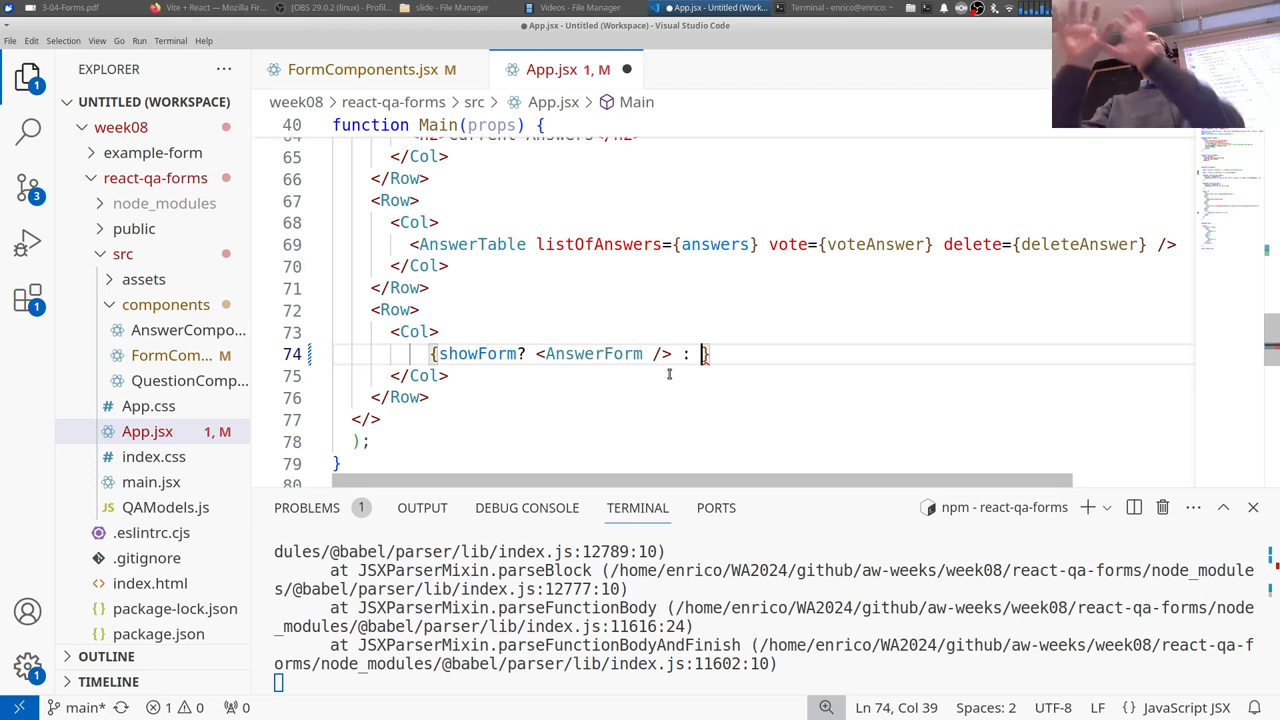 3-04-Forms.pdf
[Profil...
Vite + React — Mozilla Fir...
[OBS 29.0.2 (linux) - Profil...
slide - File Manager
Videos - File Manager
App.jsx - Untitled (Works...
Terminal - enrico@enrico: ...
App.jsx - Untitled (Workspace) - Visual Studio Code
File Edit Selection View Go Run Terminal Help
EXPLORER
UNTITLED (WORKSPACE)
week08
example-form
react-qa-forms
node_modules
public
src
assets
components
AnswerCompo...
FormCom... M
QuestionComp...
App.css
App.jsx 1, M
index.css
main.jsx
QAModels.js
.eslintrc.cjs
.gitignore
index.html
package-lock.json
package.json
OUTLINE
TIMELINE
FormComponents.jsx M
App.jsx 1, M
week08 > react-qa-forms > src > App.jsx > Main
40 function Main(props) {
65 </Col>
66 </Row>
67 <Row>
68 <Col>
69 <AnswerTable listOfAnswers={answers} vote={voteAnswer} delete={deleteAnswer} />
70 </Col>
71 </Row>
72 <Row>
73 <Col>
74 {showForm? <AnswerForm /> : }
75 </Col>
76 </Row>
77 </>
78 );
79 }
80
PROBLEMS 1 OUTPUT DEBUG CONSOLE TERMINAL PORTS
npm - react-qa-forms
dules/@babel/parser/lib/index.js:12789:10)
at JSXParserMixin.parseBlock (/home/enrico/WA2024/github/aw-weeks/week08/react-qa-forms/node_module
s/@babel/parser/lib/index.js:12777:10)
at JSXParserMixin.parseFunctionBody (/home/enrico/WA2024/github/aw-weeks/week08/react-qa-forms/node
_modules/@babel/parser/lib/index.js:11616:24)
at JSXParserMixin.parseFunctionBodyAndFinish (/home/enrico/WA2024/github/aw-weeks/week08/react-qa-f
orms/node_modules/@babel/parser/lib/index.js:11602:10)
main* 1 0 0 Ln 74, Col 39 Spaces: 2 UTF-8 LF {} JavaScript JSX